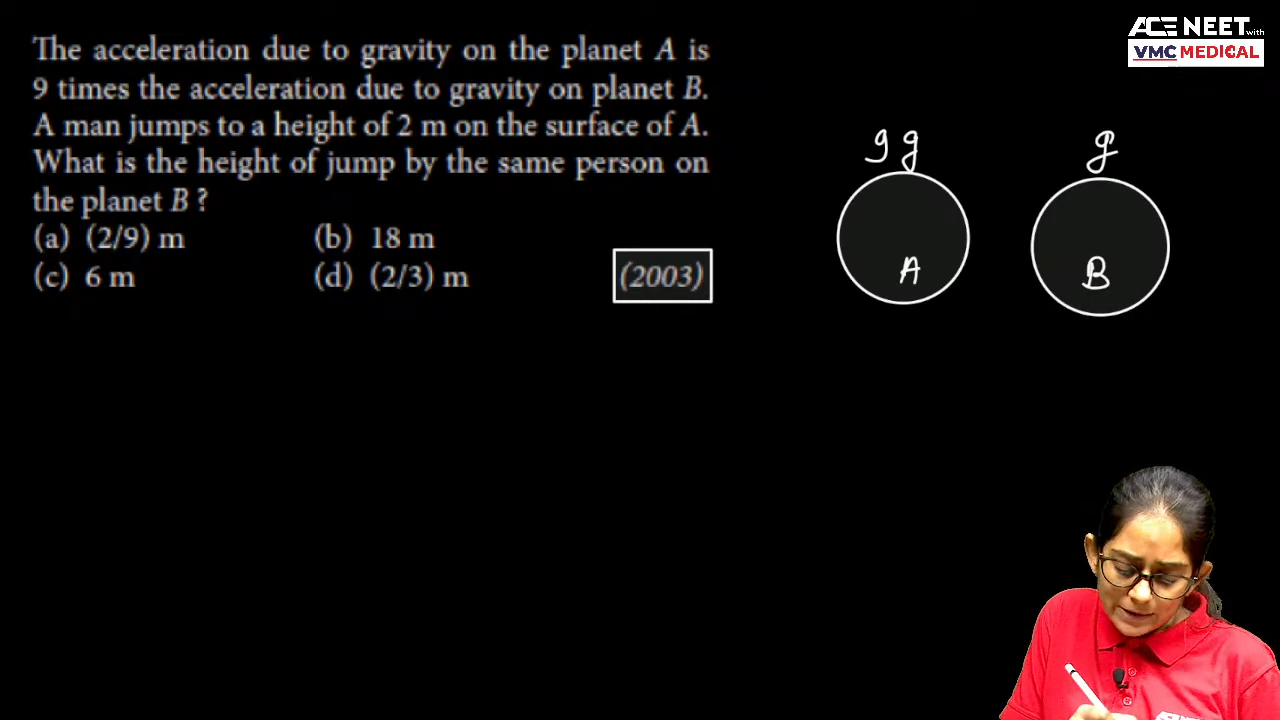 The acceleration due to gravity on the planet A is
9 times the acceleration due to gravity on planet B.
A man jumps to a height of 2 m on the surface of A.
What is the height of jump by the same person on
the planet B ?
(a) (2/9) m (b) 18 m
(c) 6 m (d) (2/3) m (2003)
ACE NEET with
VMC MEDICAL
9g g
A B